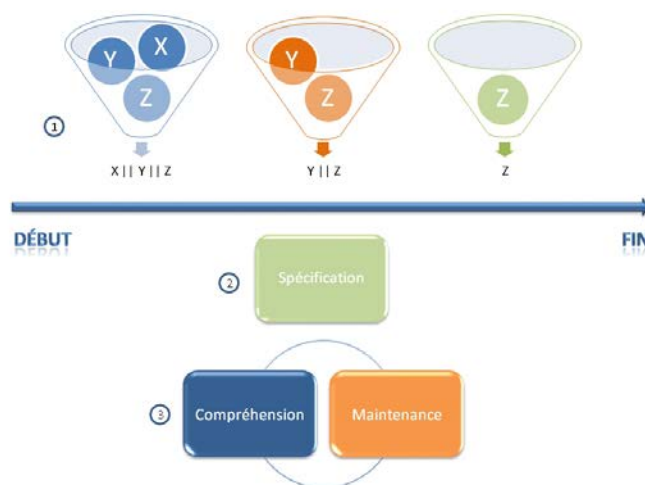 Y X Y
Z Z Z
1
X || Y || Z Y || Z Z
DÉBUT FIN
2 Spécification
3 Compréhension Maintenance